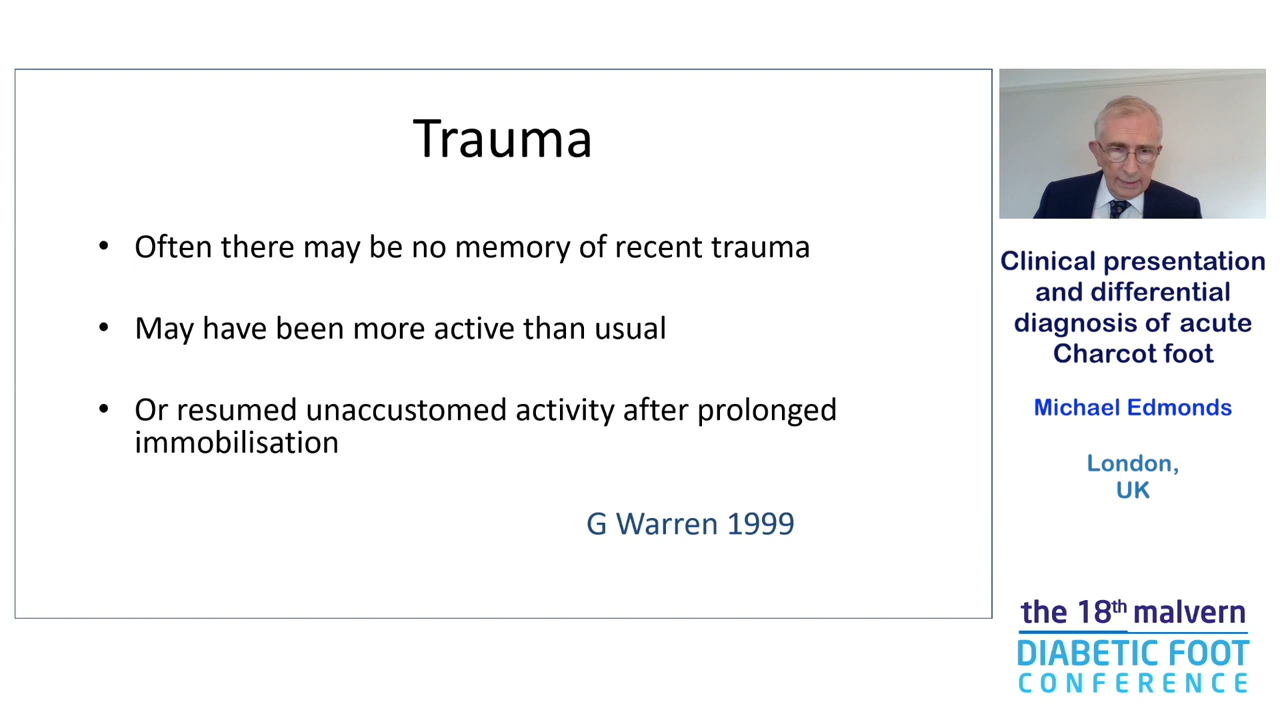 Trauma
• Often there may be no memory of recent trauma
• May have been more active than usual
• Or resumed unaccustomed activity after prolonged
immobilisation
G Warren 1999
Clinical presentation
and differential
diagnosis of acute
Charcot foot
Michael Edmonds
London,
UK
the 18th malvern
DIABETIC FOOT
CONFERENCE